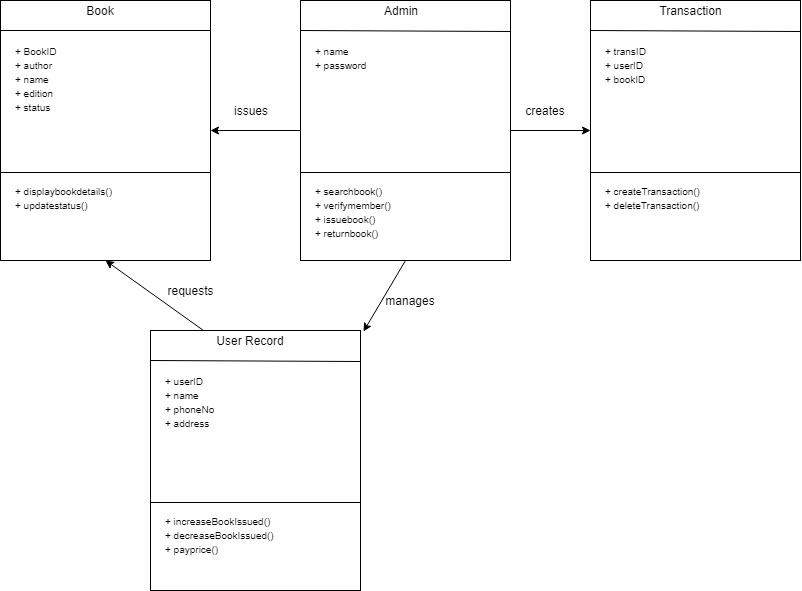 Book
+ BookID
+ author
+ name
+ edition
+ status
+ displaybookdetails()
+ updatestatus()
issues
Admin
+ name
+ password
+ searchbook()
+ verifymember()
+ issuebook()
+ returnbook()
creates
Transaction
+ transID
+ userID
+ bookID
+ createTransaction()
+ deleteTransaction()
requests
manages
User Record
+ userID
+ name
+ phoneNo
+ address
+ increaseBookIssued()
+ decreaseBookIssued()
+ payprice()